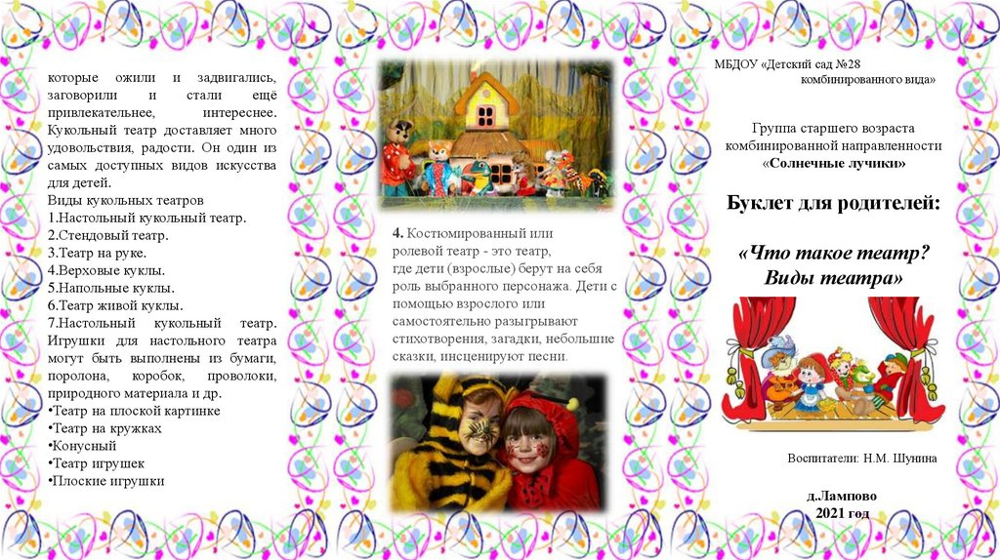 которые ожили и задвигались,
заговорили и стали ещё
привлекательнее, интереснее.
Кукольный театр доставляет много
удовольствия, радости. Он один из
самых доступных видов искусства
для детей.
Виды кукольных театров
1.Настольный кукольный театр.
2.Стендовый театр.
3.Театр на руке.
4.Верховые куклы.
5.Напольные куклы.
6.Театр живой куклы.
7.Настольный кукольный театр.
Игрушки для настольного театра
могут быть выполнены из бумаги,
поролона, коробок, проволоки,
природного материала и др.
•Театр на плоской картинке
•Театр на кружках
•Конусный
•Театр игрушек
•Плоские игрушки
4. Костюмированный или
ролевой театр - это театр,
где дети (взрослые) берут на себя
роль выбранного персонажа. Дети с
помощью взрослого или
самостоятельно разыгрывают
стихотворения, загадки, небольшие
сказки, инсценируют песни.
МБДОУ «Детский сад №28
комбинированного вида»
Группа старшего возраста
комбинированной направленности
«Солнечные лучики»
Буклет для родителей:
«Что такое театр?
Виды театра»
Воспитатели: Н.М. Шунина
д..Лампово
2021 год